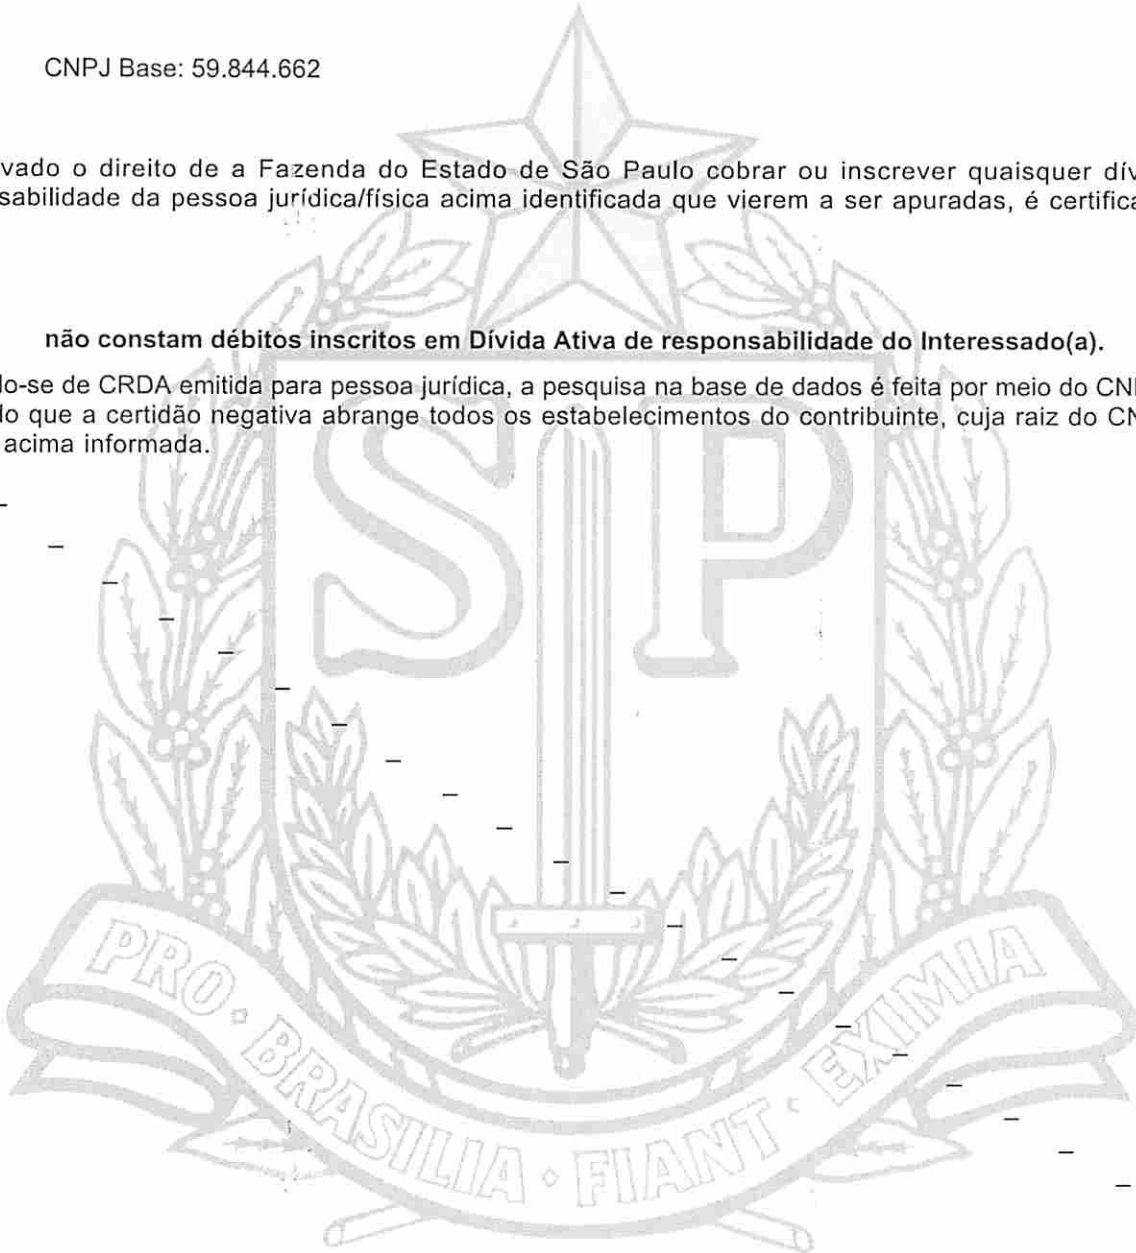 CNPJ Base: 59.844.662
vado o direito de a Fazenda do Estado de São Paulo cobrar ou inscrever quaisquer dív
sabilidade da pessoa jurídica/física acima identificada que vierem a ser apuradas, é certifica
não constam débitos inscritos em Dívida Ativa de responsabilidade do Interessado(a).
do-se de CRDA emitida para pessoa jurídica, a pesquisa na base de dados é feita por meio do CN
do que a certidão negativa abrange todos os estabelecimentos do contribuinte, cuja raiz do CN
acima informada.
SP
PRO · BRASILIA · FIANT · EXIMIA